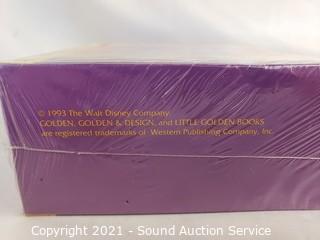 © 1993 The Walt Disney Company
GOLDEN, GOLDEN & DESIGN, and LITTLE GOLDEN BOOKS
are registered trademarks of Western Publishing Company, Inc.
Copyright 2021 - Sound Auction Service